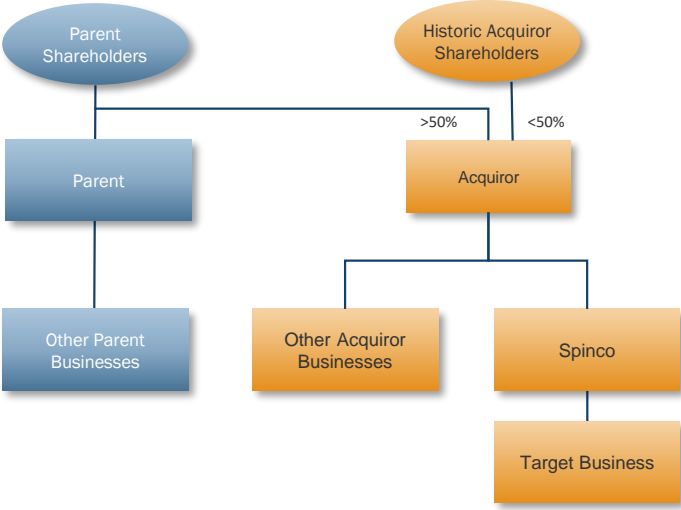 Parent
Shareholders
Historic Acquiror
Shareholders
>50%
<50%
Parent
Acquiror
Other Parent
Businesses
Other Acquiror
Businesses
Spinco
Target Business